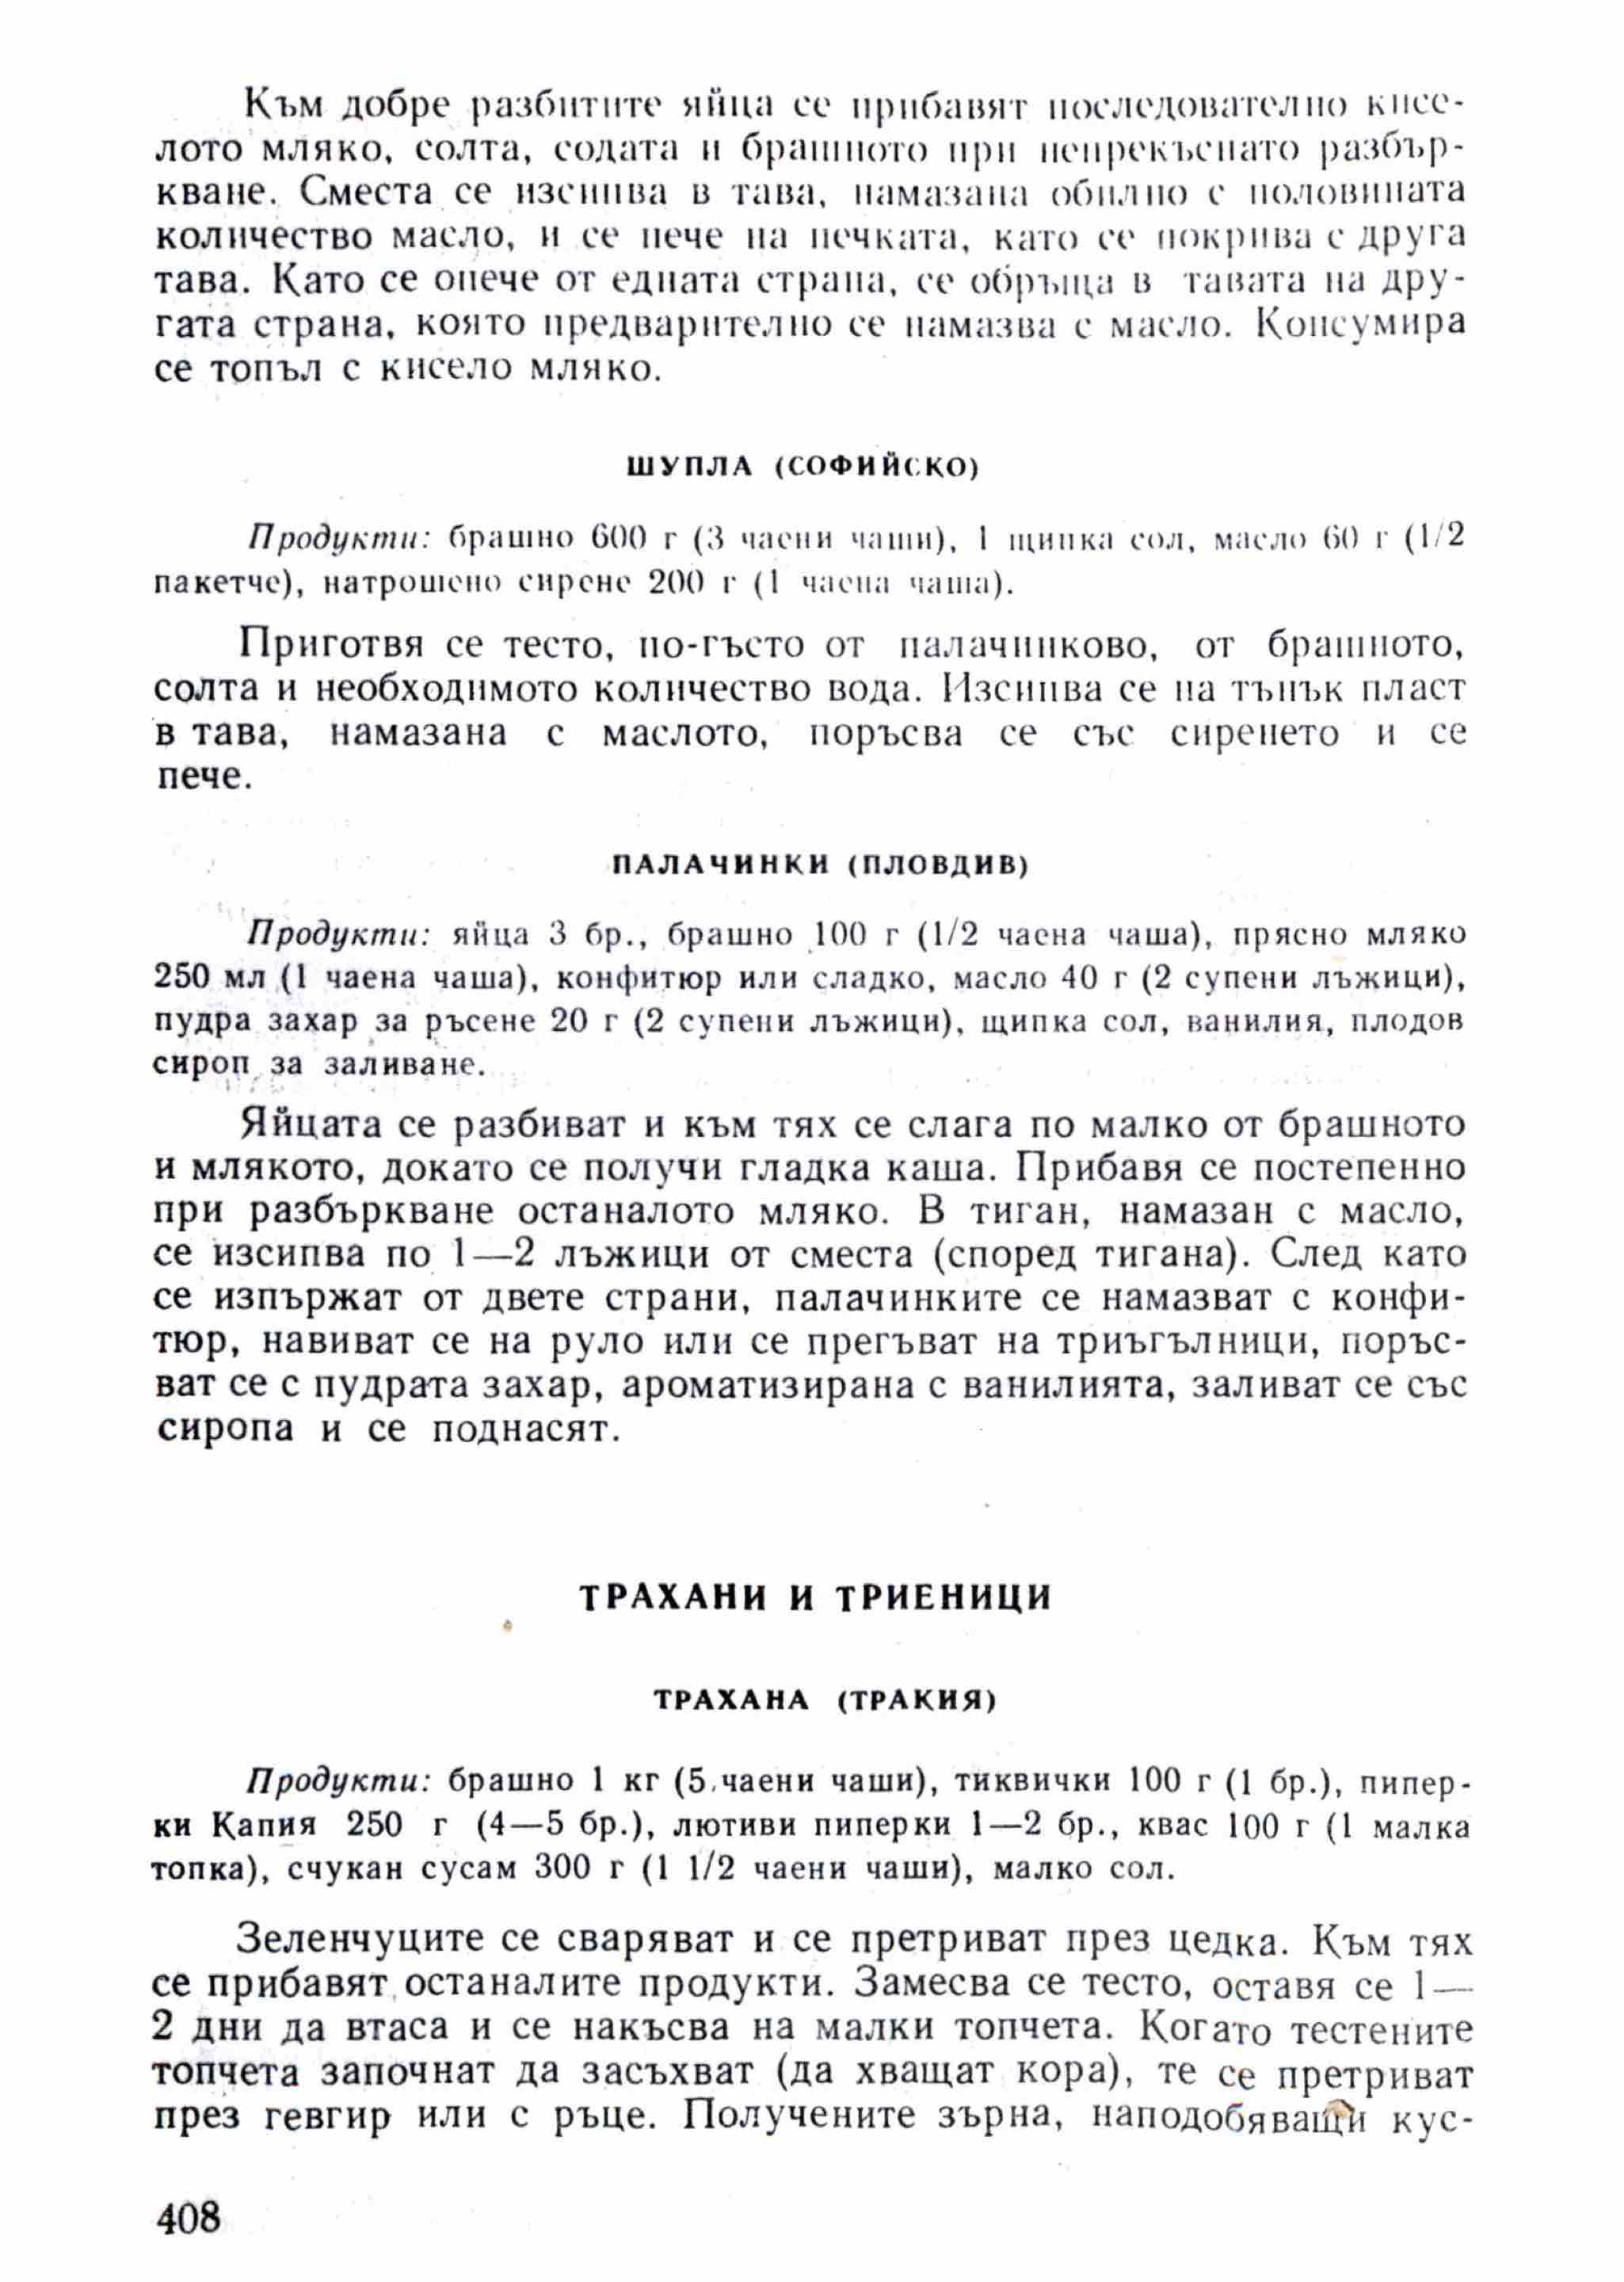 Към добре разбитите яйца се прибавят последователно кисе-
лото мляко, солта, содата и брашното при непрекъснато разбър-
кване. Сместа се изсипва в тава, намазана обилно с половината
количество масло, и се пече на печката, като се покрива с друга
тава. Като се опече от едната страна, се обръща в тавата на дру-
гата страна, която предварително се намазва с масло. Консумира
се топъл с кисело мляко.
ШУПЛА (СОФИЙСКО)
Продукти: брашно 600 г (3 чаени чаши), 1 щипка сол, масло 60 г (1/2
пакетче), натрошено сирене 200 г (1 чаена чаша).
Приготвя се тесто, по-гъсто от палачинково, от брашното,
солта и необходимото количество вода. Изсипва се на тънък пласт
в тава, намазана с маслото, поръсва се със сиренето и се
пече.
ПАЛАЧИНКИ (ПЛОВДИВ)
Продукти: яйца 3 бр., брашно 100 г (1/2 чаена чаша), прясно мляко
250 мл (1 чаена чаша), конфитюр или сладко, масло 40 г (2 супени лъжици),
пудра захар за ръсене 20 г (2 супени лъжици), щипка сол, ванилия, плодов
сироп за заливане.
Яйцата се разбиват и към тях се слага по малко от брашното
и млякото, докато се получи гладка каша. Прибавя се постепенно
при разбъркване останалото мляко. В тиган, намазан с масло,
се изсипва по 1—2 лъжици от сместа (според тигана). След като
се изпържат от двете страни, палачинките се намазват с конфи-
тюр, навиват се на руло или се прегъват на триъгълници, поръс-
ват се с пудрата захар, ароматизирана с ванилията, заливат се със
сиропа и се поднасят.
ТРАХАНИ И ТРИЕНИЦИ
ТРАХАНА (ТРАКИЯ)
Продукти: брашно 1 кг (5 чаени чаши), тиквички 100 г (1 бр.), пипер-
ки Капия 250 г (4—5 бр.), лютиви пиперки 1—2 бр., квас 100 г (1 малка
топка), счукан сусам 300 г (1 1/2 чаени чаши), малко сол.
Зеленчуците се сваряват и се претриват през цедка. Към тях
се прибавят останалите продукти. Замесва се тесто, оставя се 1—
2 дни да втаса и се накъсва на малки топчета. Когато тестените
топчета започнат да засъхват (да хващат кора), те се претриват
през гевгир или с ръце. Получените зърна, наподобяващи кус-
408